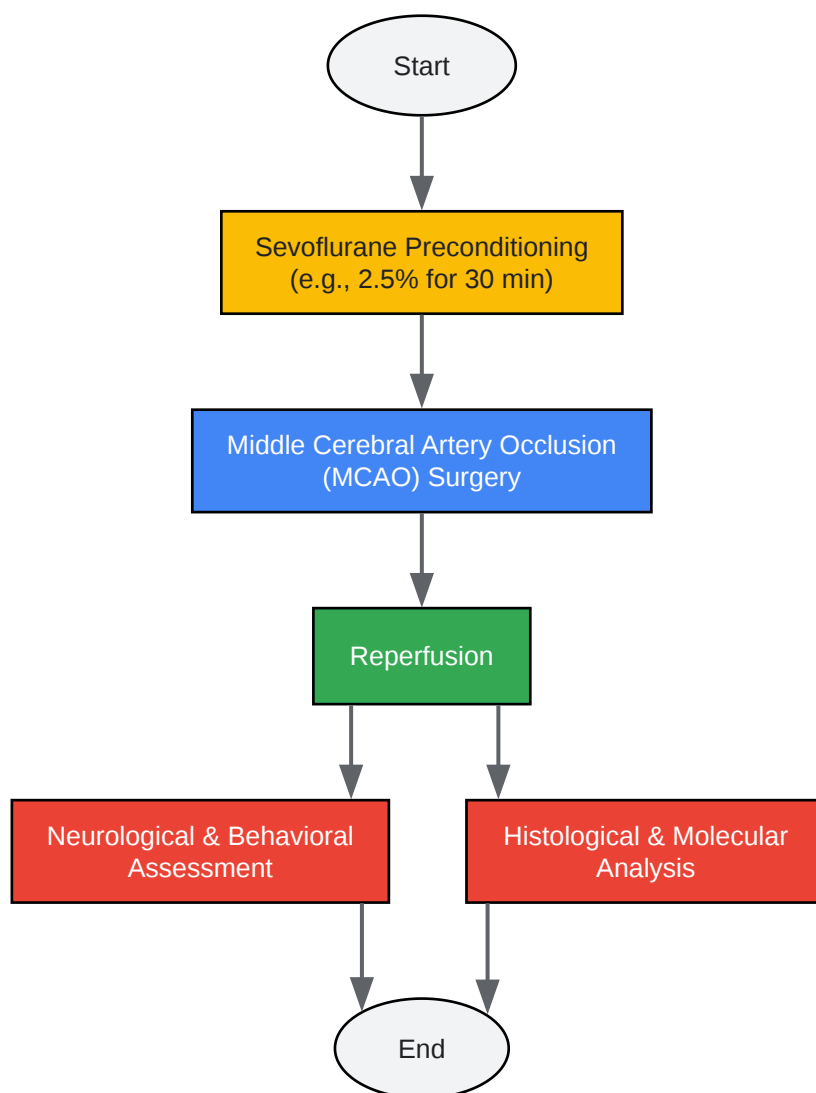 Start
Sevoflurane Preconditioning
(e.g., 2.5% for 30 min)
Middle Cerebral Artery Occlusion
(MCAO) Surgery
Reperfusion
Neurological & Behavioral
Assessment
Histological & Molecular
Analysis
End